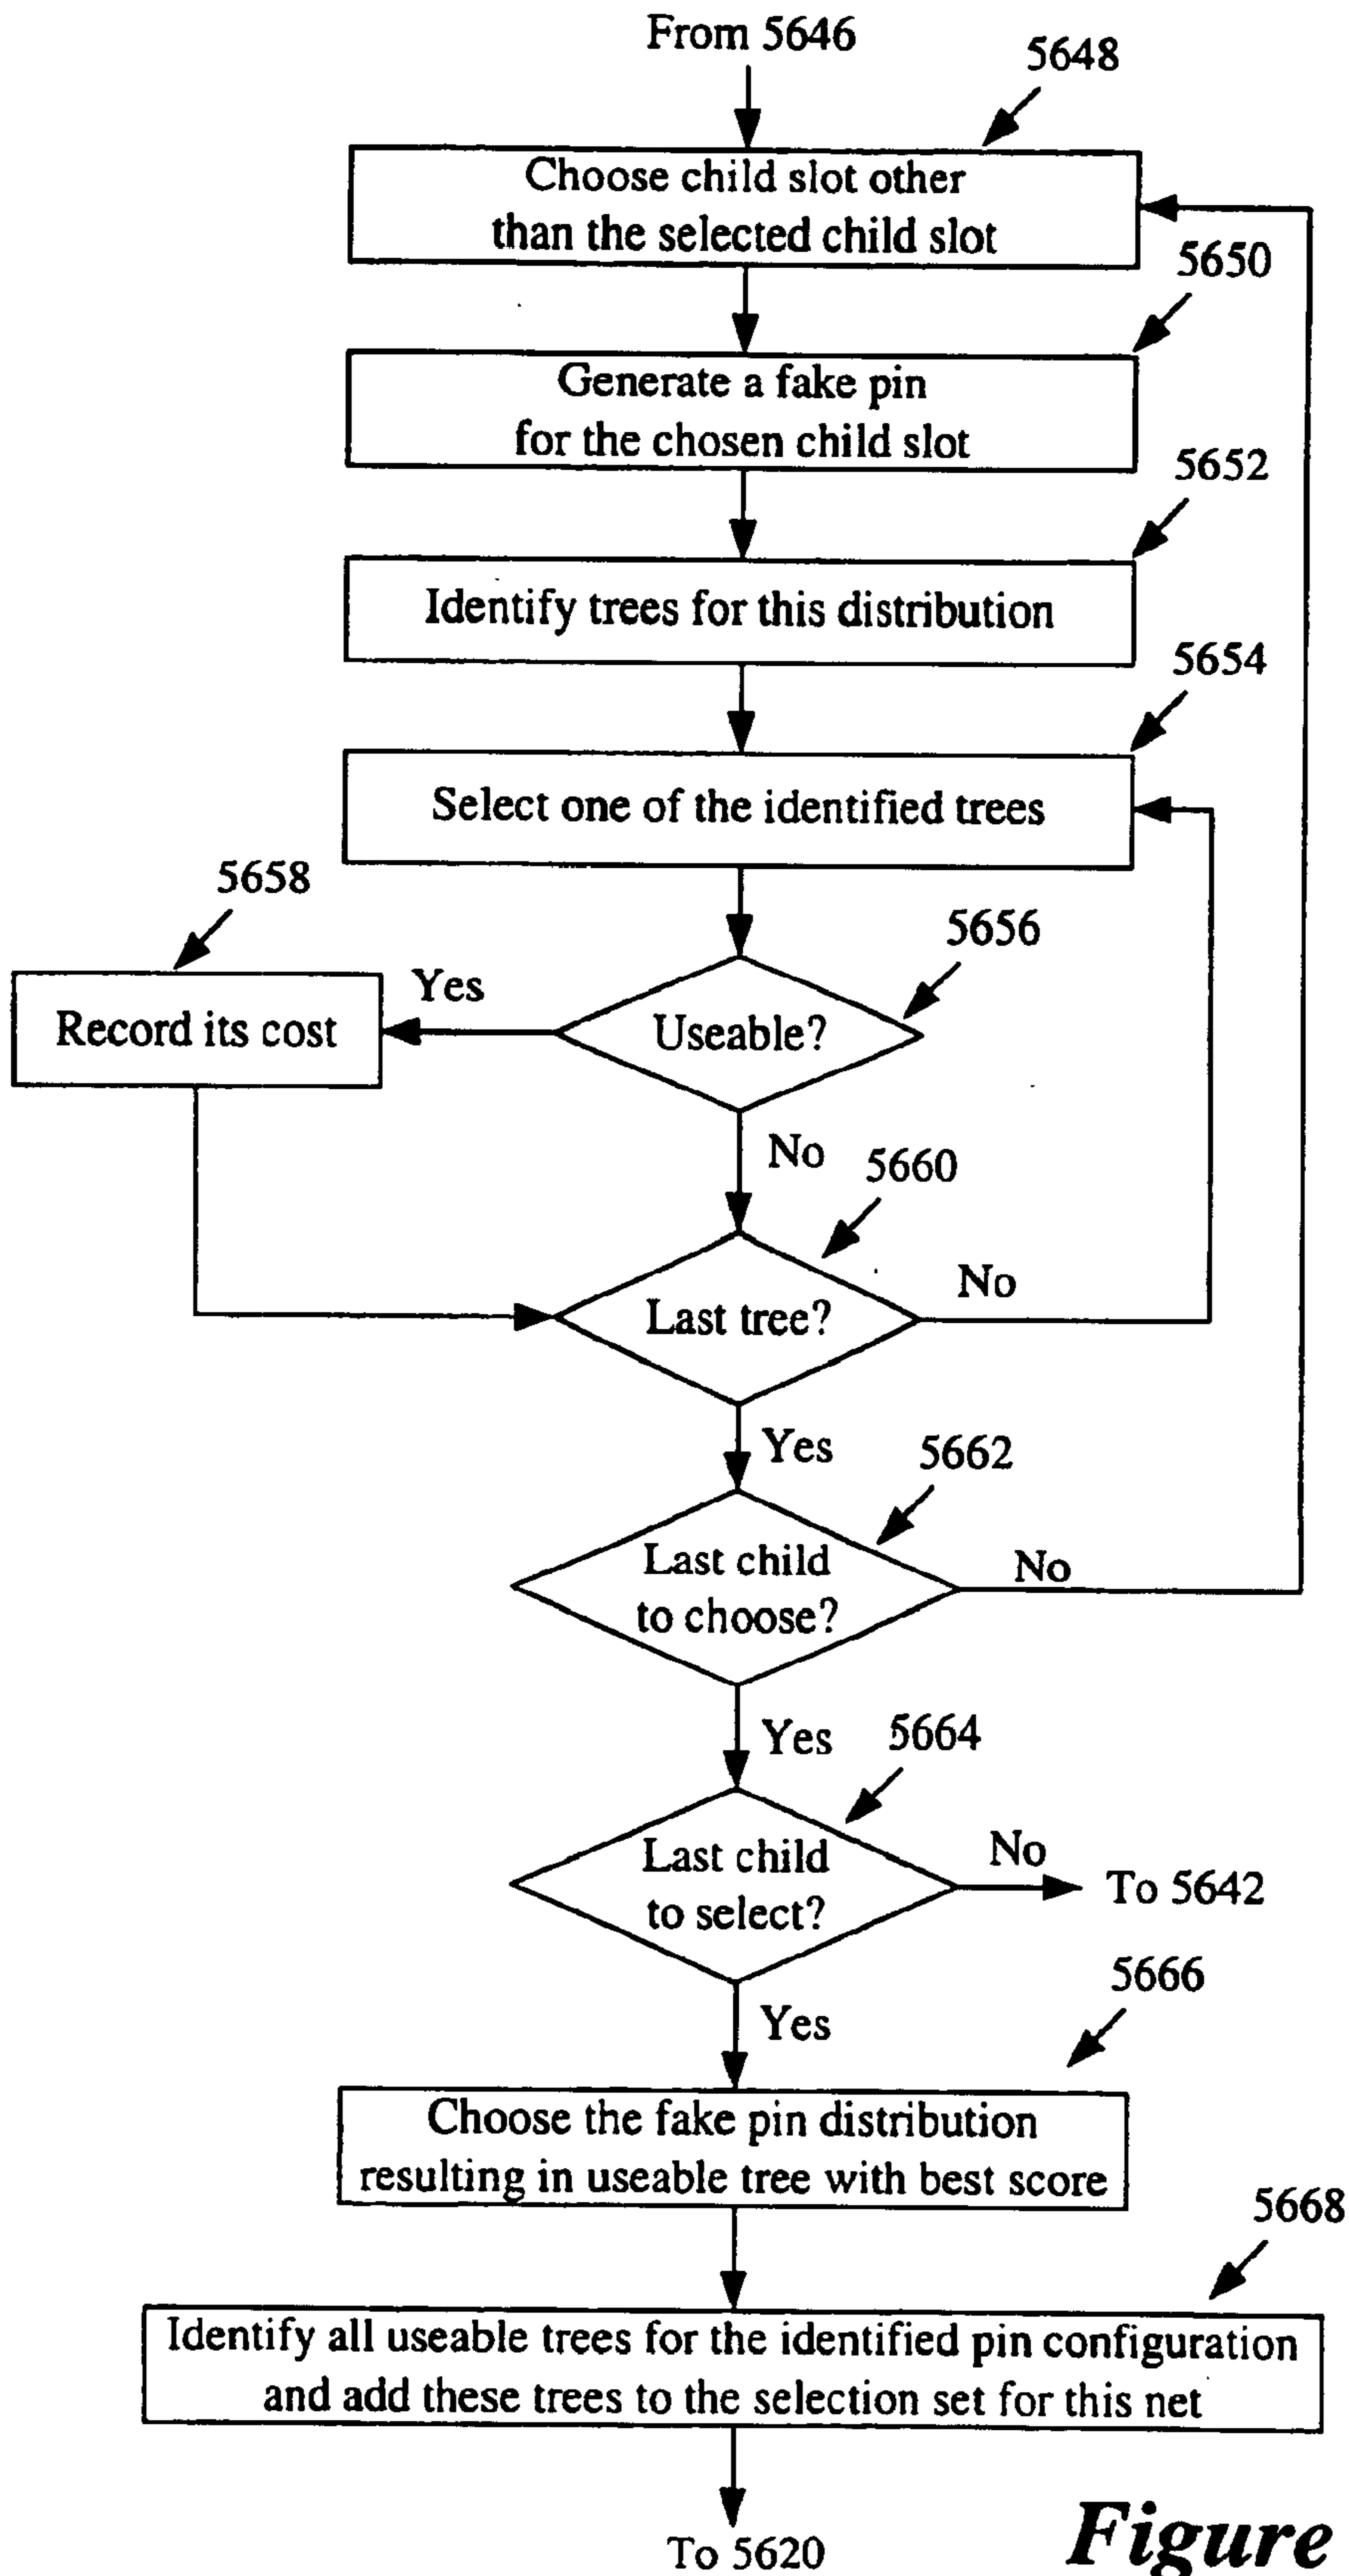 From 5646
5648
Choose child slot other
than the selected child slot
5650
Generate a fake pin
for the chosen child slot
5652
Identify trees for this distribution
5654
Select one of the identified trees
5658
5656
Yes
Record its cost
Useable?
No
5660
No
Last tree?
Yes
5662
Last child
to choose?
No
Yes
5664
Last child
to select?
No
To 5642
5666
Yes
Choose the fake pin distribution
resulting in useable tree with best score
5668
Identify all useable trees for the identified pin configuration
and add these trees to the selection set for this net
To 5620
Figure